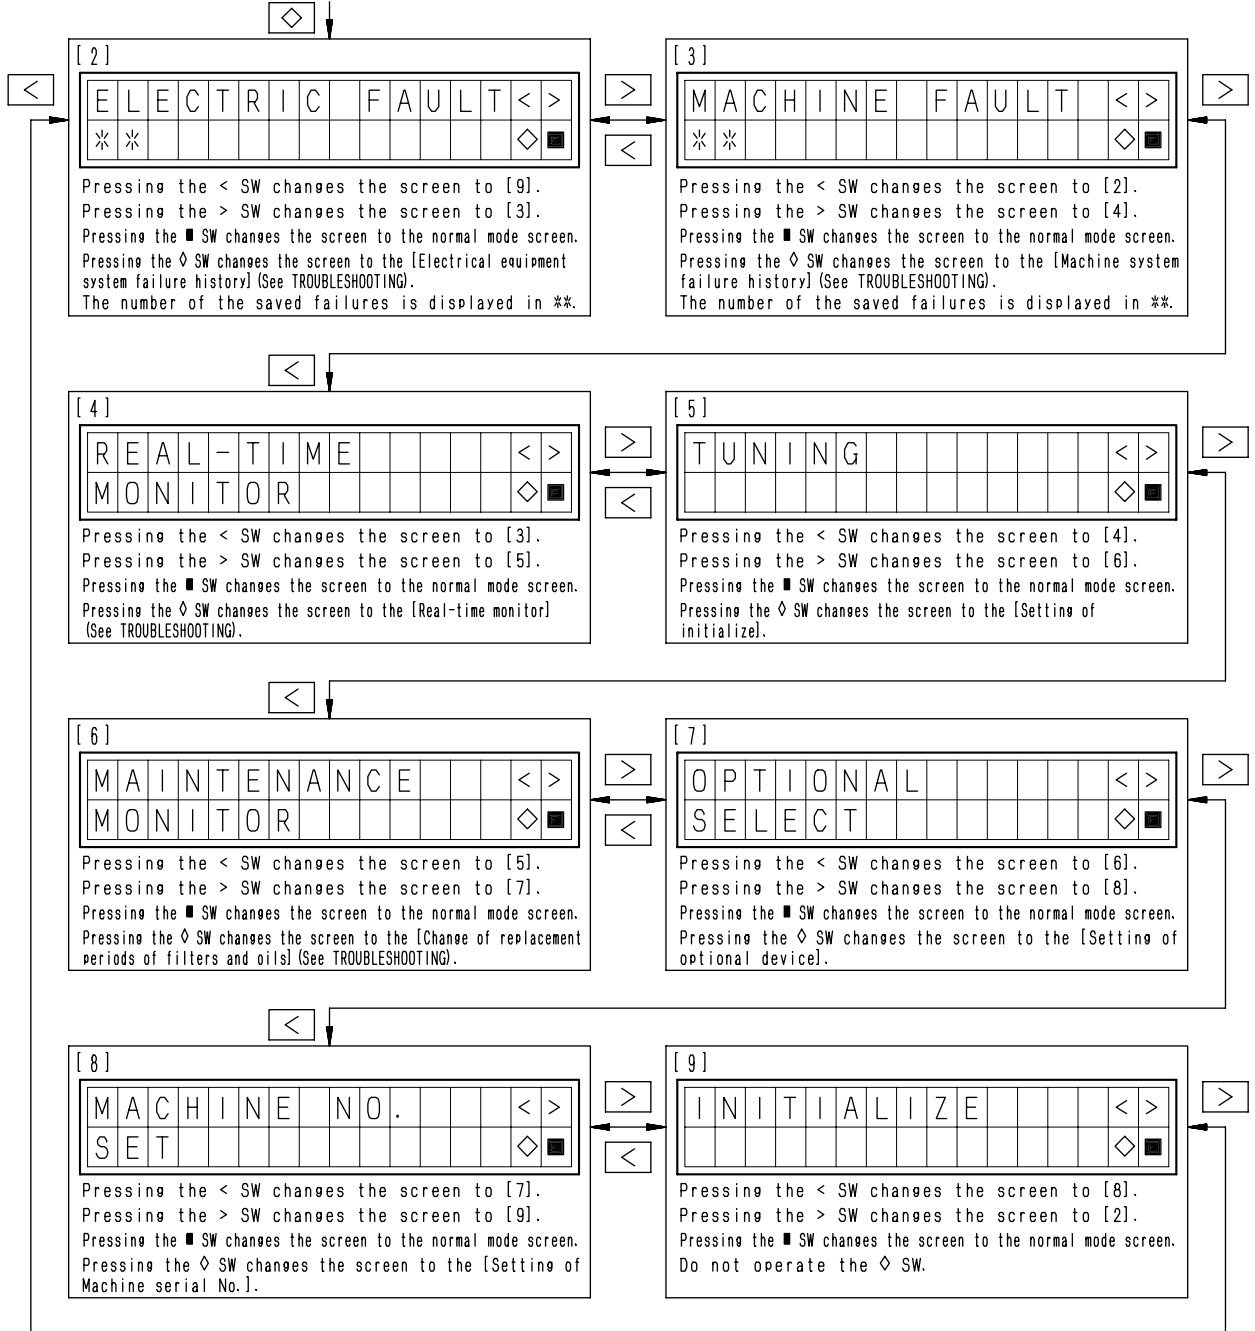 ◇
[2]
ELECTRIC FAULT< >
** ◇■
Pressing the < SW changes the screen to [9].
Pressing the > SW changes the screen to [3].
Pressing the ■ SW changes the screen to the normal mode screen.
Pressing the ◇ SW changes the screen to the [Electrical equipment
system failure history] (See TROUBLESHOOTING).
The number of the saved failures is displayed in **.
<
>
<
[3]
MACHINE FAULT < >
** ◇■
Pressing the < SW changes the screen to [2].
Pressing the > SW changes the screen to [4].
Pressing the ■ SW changes the screen to the normal mode screen.
Pressing the ◇ SW changes the screen to the [Machine system
failure history] (See TROUBLESHOOTING).
The number of the saved failures is displayed in **.
>
<
[4]
REAL-TIME < >
MONITOR ◇■
Pressing the < SW changes the screen to [3].
Pressing the > SW changes the screen to [5].
Pressing the ■ SW changes the screen to the normal mode screen.
Pressing the ◇ SW changes the screen to the [Real-time monitor]
(See TROUBLESHOOTING).
>
<
[5]
TUNING < >
◇■
Pressing the < SW changes the screen to [4].
Pressing the > SW changes the screen to [6].
Pressing the ■ SW changes the screen to the normal mode screen.
Pressing the ◇ SW changes the screen to the [Setting of
initialize].
>
<
[6]
MAINTENANCE < >
MONITOR ◇■
Pressing the < SW changes the screen to [5].
Pressing the > SW changes the screen to [7].
Pressing the ■ SW changes the screen to the normal mode screen.
Pressing the ◇ SW changes the screen to the [Change of replacement
periods of filters and oils] (See TROUBLESHOOTING).
>
<
[7]
OPTIONAL < >
SELECT ◇■
Pressing the < SW changes the screen to [6].
Pressing the > SW changes the screen to [8].
Pressing the ■ SW changes the screen to the normal mode screen.
Pressing the ◇ SW changes the screen to the [Setting of
optional device].
>
<
[8]
MACHINE NO. < >
SET ◇■
Pressing the < SW changes the screen to [7].
Pressing the > SW changes the screen to [9].
Pressing the ■ SW changes the screen to the normal mode screen.
Pressing the ◇ SW changes the screen to the [Setting of
Machine serial No.].
>
<
[9]
INITIALIZE < >
◇■
Pressing the < SW changes the screen to [8].
Pressing the > SW changes the screen to [2].
Pressing the ■ SW changes the screen to the normal mode screen.
Do not operate the ◇ SW.
>